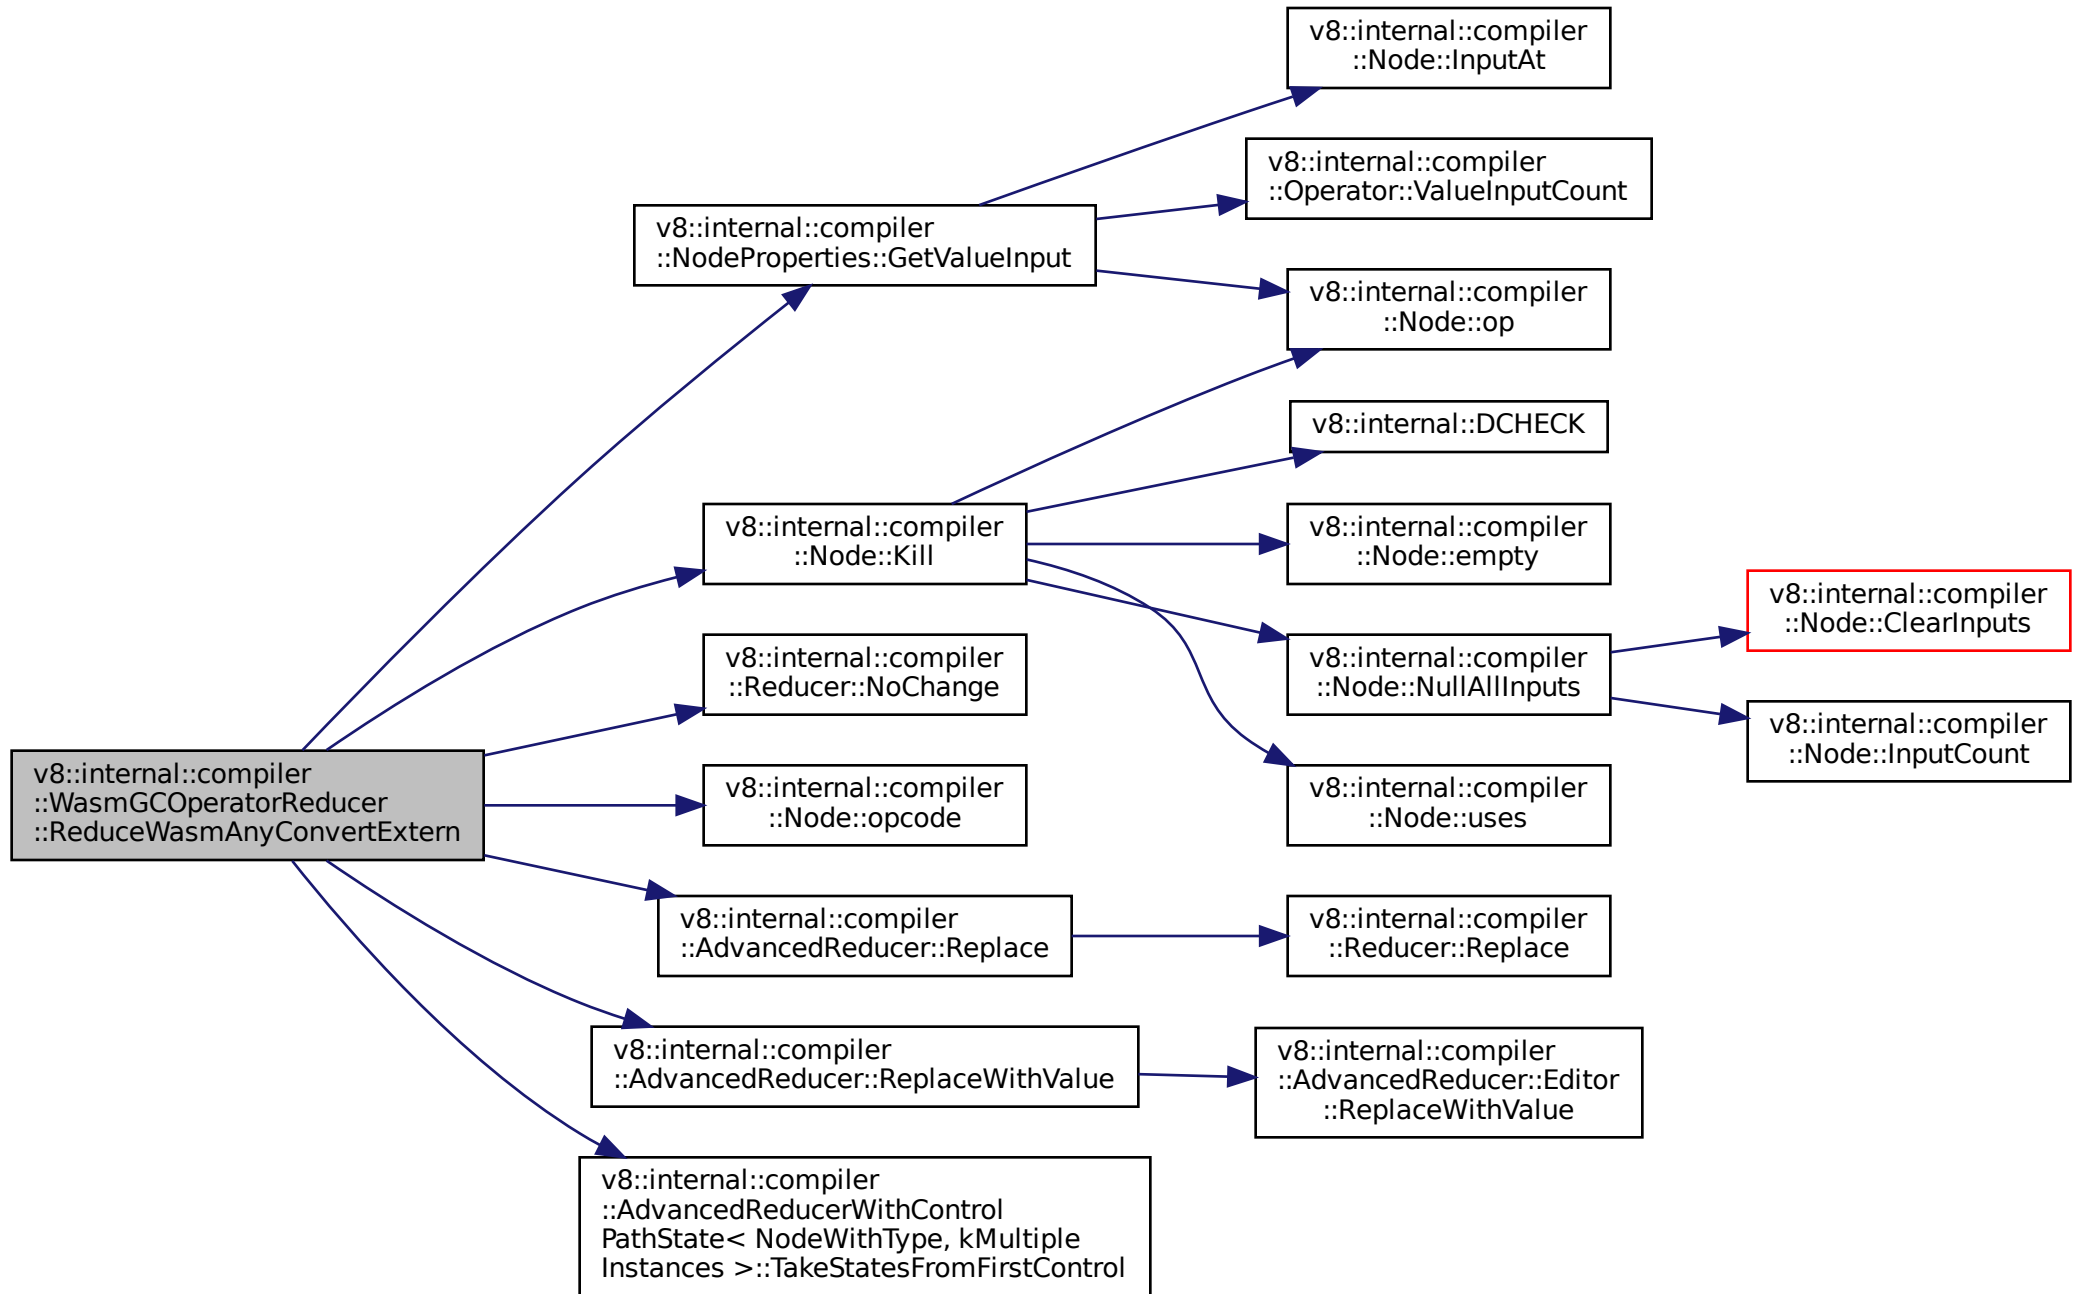 v8::internal::compiler
::WasmGCOperatorReducer
::ReduceWasmAnyConvertExtern
v8::internal::compiler
::NodeProperties::GetValueInput
v8::internal::compiler
::Node::InputAt
v8::internal::compiler
::Operator::ValueInputCount
v8::internal::compiler
::Node::op
v8::internal::compiler
::Node::Kill
v8::internal::DCHECK
v8::internal::compiler
::Node::empty
v8::internal::compiler
::Node::NullAllInputs
v8::internal::compiler
::Node::ClearInputs
v8::internal::compiler
::Node::InputCount
v8::internal::compiler
::Node::uses
v8::internal::compiler
::Reducer::NoChange
v8::internal::compiler
::Node::opcode
v8::internal::compiler
::AdvancedReducer::Replace
v8::internal::compiler
::Reducer::Replace
v8::internal::compiler
::AdvancedReducer::ReplaceWithValue
v8::internal::compiler
::AdvancedReducer::Editor
::ReplaceWithValue
v8::internal::compiler
::AdvancedReducerWithControl
PathState< NodeWithType, kMultiple
Instances >::TakeStatesFromFirstControl